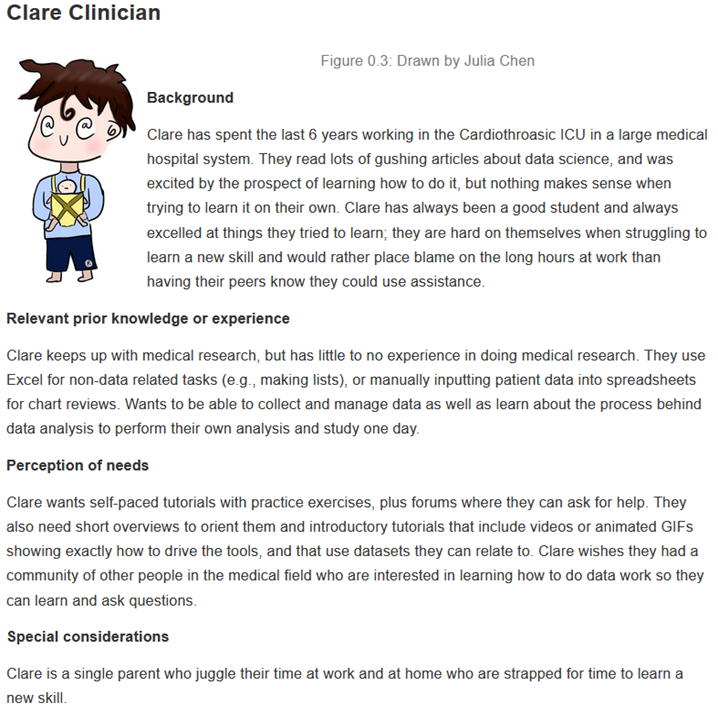 Clare Clinician
Figure 0.3: Drawn by Julia Chen
Background
Clare has spent the last 6 years working in the Cardiothroasic ICU in a large medical
hospital system. They read lots of gushing articles about data science, and was
excited by the prospect of learning how to do it, but nothing makes sense when
trying to learn it on their own. Clare has always been a good student and always
excelled at things they tried to learn; they are hard on themselves when struggling to
learn a new skill and would rather place blame on the long hours at work than
having their peers know they could use assistance.
Relevant prior knowledge or experience
Clare keeps up with medical research, but has little to no experience in doing medical research. They use
Excel for non-data related tasks (e.g., making lists), or manually inputting patient data into spreadsheets
for chart reviews. Wants to be able to collect and manage data as well as learn about the process behind
data analysis to perform their own analysis and study one day.
Perception of needs
Clare wants self-paced tutorials with practice exercises, plus forums where they can ask for help. They
also need short overviews to orient them and introductory tutorials that include videos or animated GIFs
showing exactly how to drive the tools, and that use datasets they can relate to. Clare wishes they had a
community of other people in the medical field who are interested in learning how to do data work so they
can learn and ask questions.
Special considerations
Clare is a single parent who juggle their time at work and at home who are strapped for time to learn a
new skill.